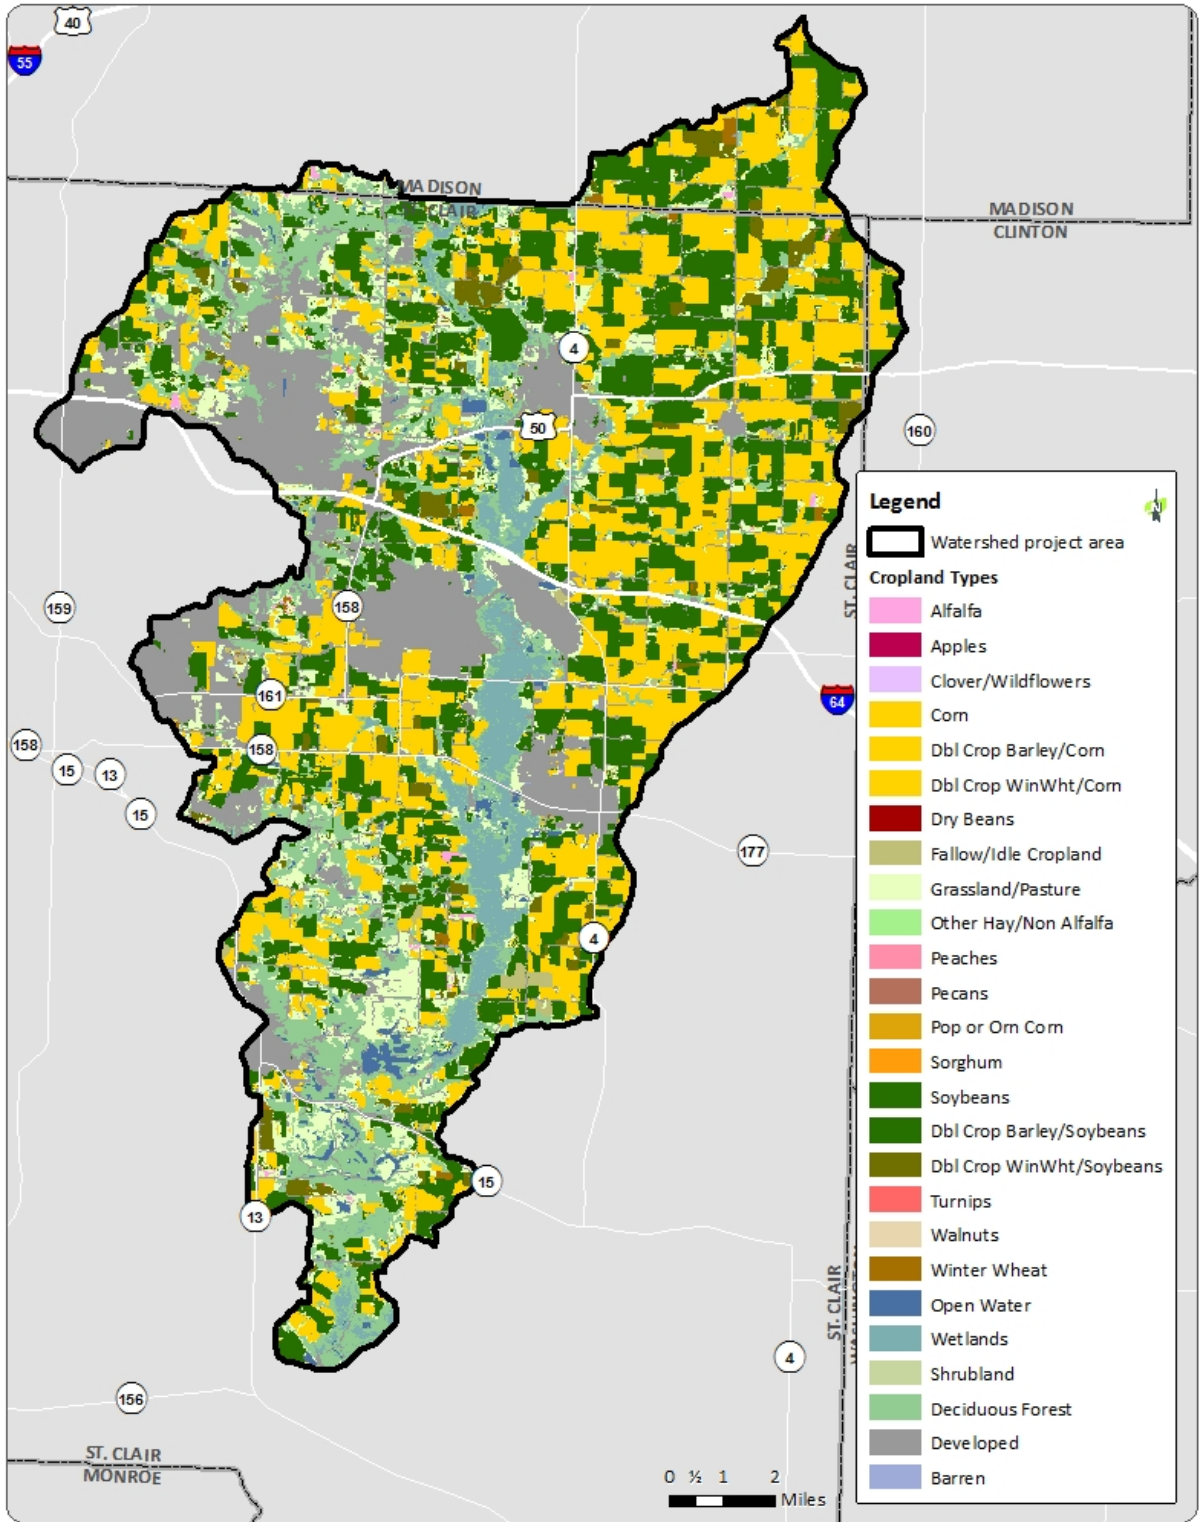 40
55
MADISON
ST. CLAIR
MADISON
CLINTON
4
50
160
Legend
N
Watershed project area
Cropland Types
Alfalfa
Apples
Clover/Wildflowers
Corn
Dbl Crop Barley/Corn
Dbl Crop WinWht/Corn
Dry Beans
Fallow/Idle Cropland
Grassland/Pasture
Other Hay/Non Alfalfa
Peaches
Pecans
Pop or Orn Corn
Sorghum
Soybeans
Dbl Crop Barley/Soybeans
Dbl Crop WinWht/Soybeans
Turnips
Walnuts
Winter Wheat
Open Water
Wetlands
Shrubland
Deciduous Forest
Developed
Barren
ST. CLAIR
159
158
161
64
158
158
15
13
15
177
4
15
13
ST. CLAIR
4
156
ST. CLAIR
MONROE
0 ½ 1 2
Miles